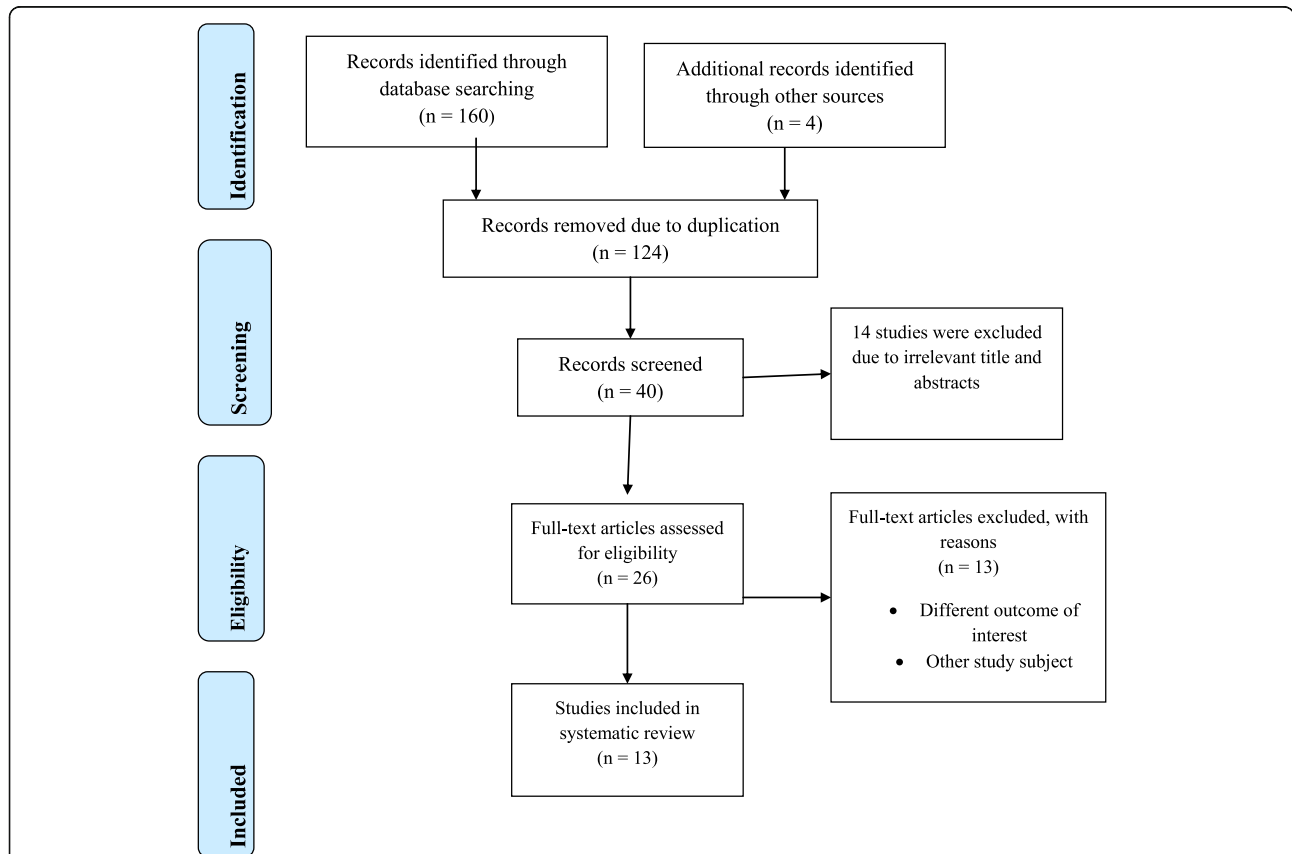 Identification
Records identified through
database searching
(n = 160)
Additional records identified
through other sources
(n = 4)
Records removed due to duplication
(n = 124)
Screening
Records screened
(n = 40)
14 studies were excluded
due to irrelevant title and
abstracts
Eligibility
Full-text articles assessed
for eligibility
(n = 26)
Full-text articles excluded, with
reasons
(n = 13)
• Different outcome of
interest
• Other study subject
Included
Studies included in
systematic review
(n = 13)